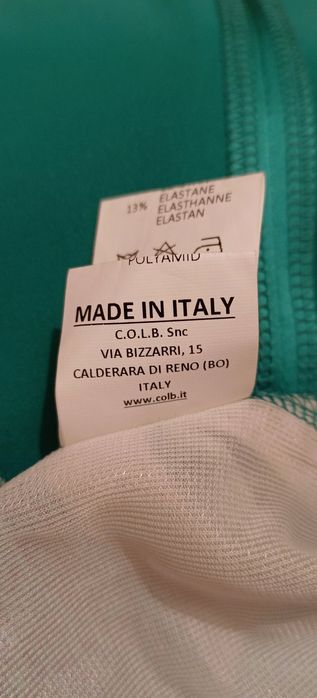 ELASTANE
13% ELASTHANNE
ELASTAN
POLYAMID
MADE IN ITALY
C.O.L.B. Snc
VIA BIZZARRI, 15
CALDERARA DI RENO (BO)
ITALY
www.colb.it